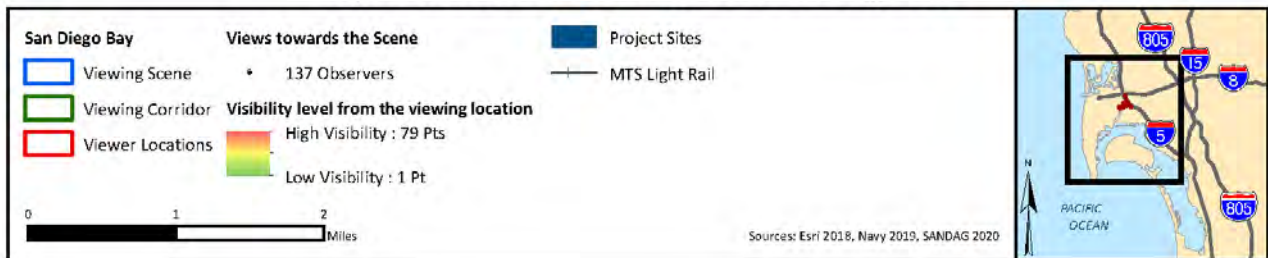 San Diego Bay
Viewing Scene
Viewing Corridor
Viewer Locations
Views towards the Scene
137 Observers
Visibility level from the viewing location
High Visibility : 79 Pts
Low Visibility : 1 Pt
Project Sites
MTS Light Rail
0 1 2
Miles
Sources: Esri 2018, Navy 2019, SANDAG 2020
805
15
8
5
805
N
PACIFIC
OCEAN